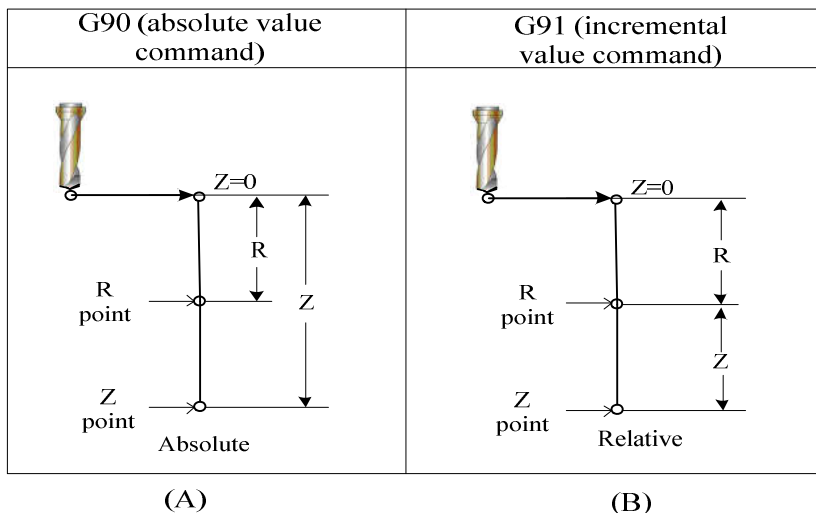 G90 (absolute value
command)
G91 (incremental
value command)
Z=0
R
R
point
Z
Z
point
Absolute
Z=0
R
R
point
Z
Z
point
Relative
(A)
(B)